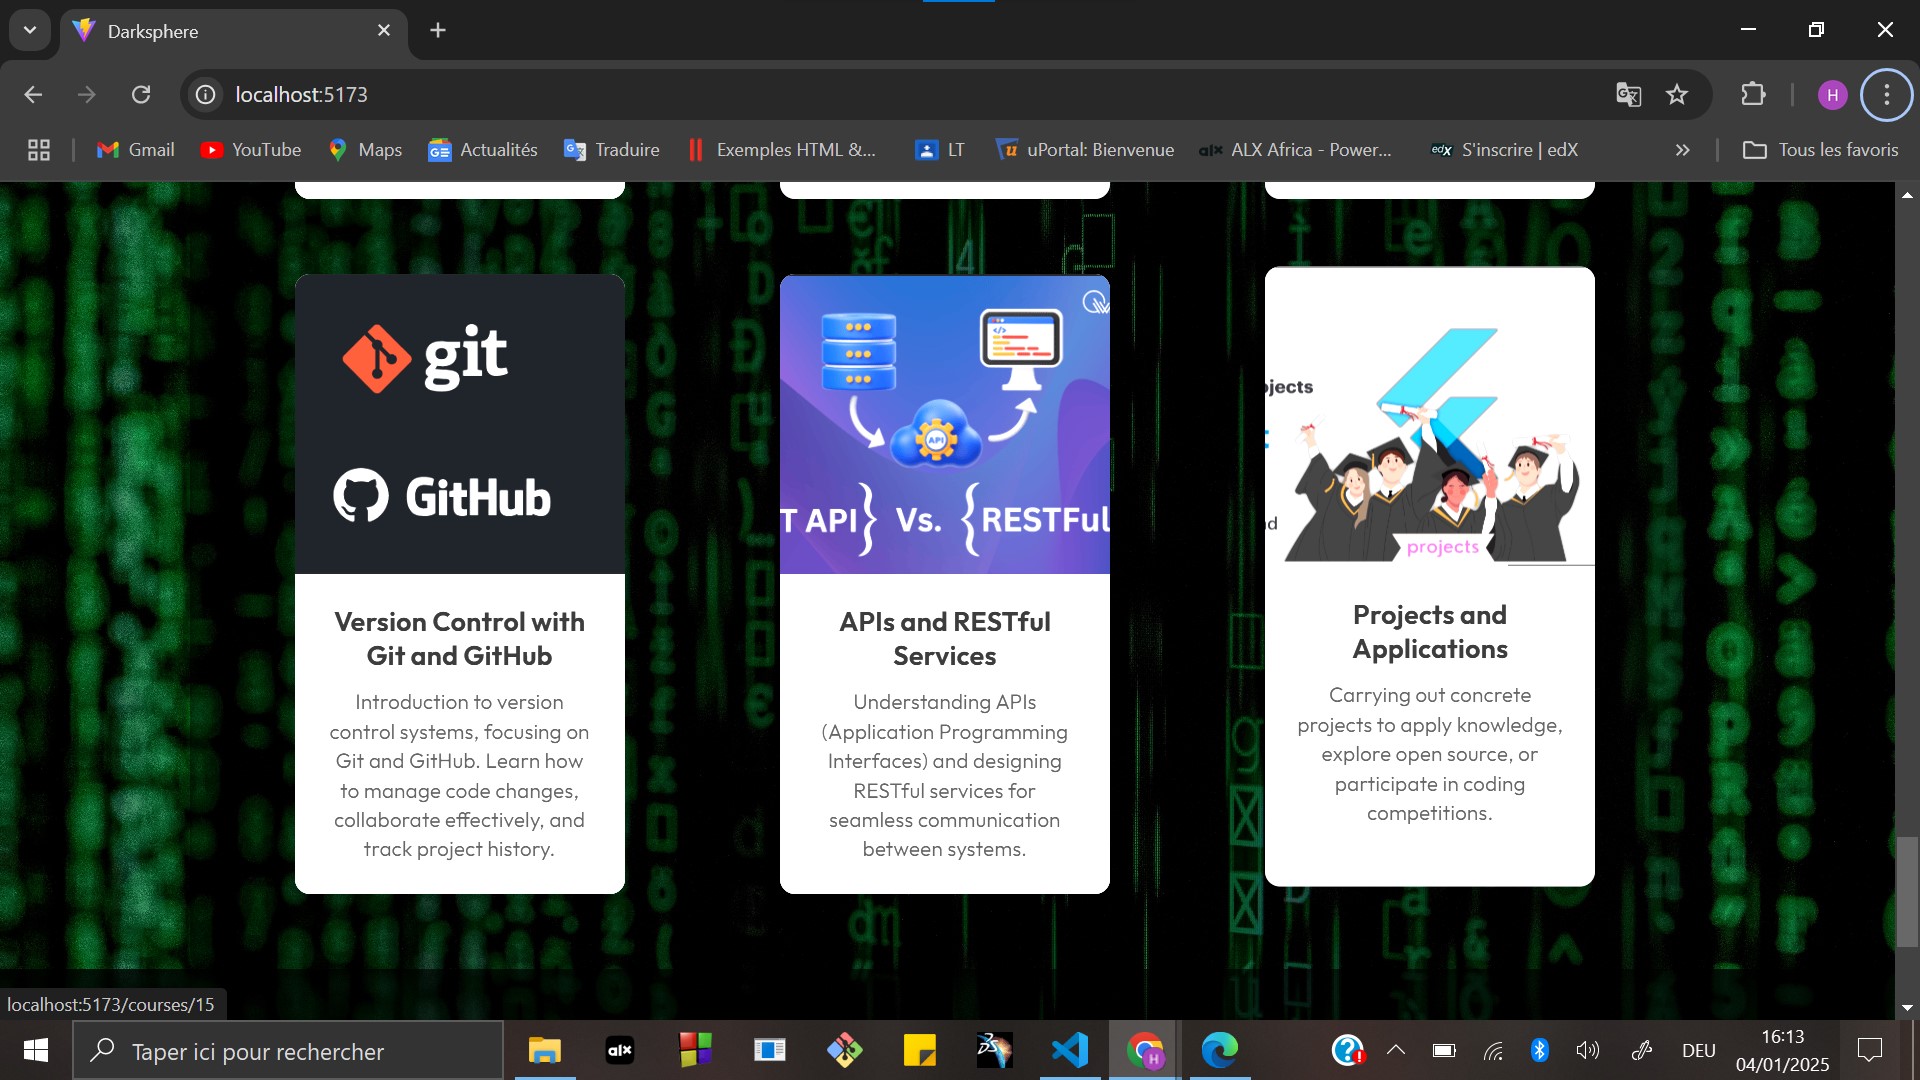 Darksphere
localhost:5173
H
Gmail
YouTube
Maps
Actualités
Traduire
Exemples HTML &...
LT
uPortal: Bienvenue
alx
ALX Africa - Power...
edX
S'inscrire | edX
Tous les favoris
git
GitHub
Version Control with
Git and GitHub
Introduction to version
control systems, focusing on
Git and GitHub. Learn how
to manage code changes,
collaborate effectively, and
track project history.
API
T API} Vs. {RESTFul
APIs and RESTful
Services
Understanding APIs
(Application Programming
Interfaces) and designing
RESTful services for
seamless communication
between systems.
jects
projects
Projects and
Applications
Carrying out concrete
projects to apply knowledge,
explore open source, or
participate in coding
competitions.
localhost:5173/courses/15
Taper ici pour rechercher
alx
H
DEU
16:13
04/01/2025